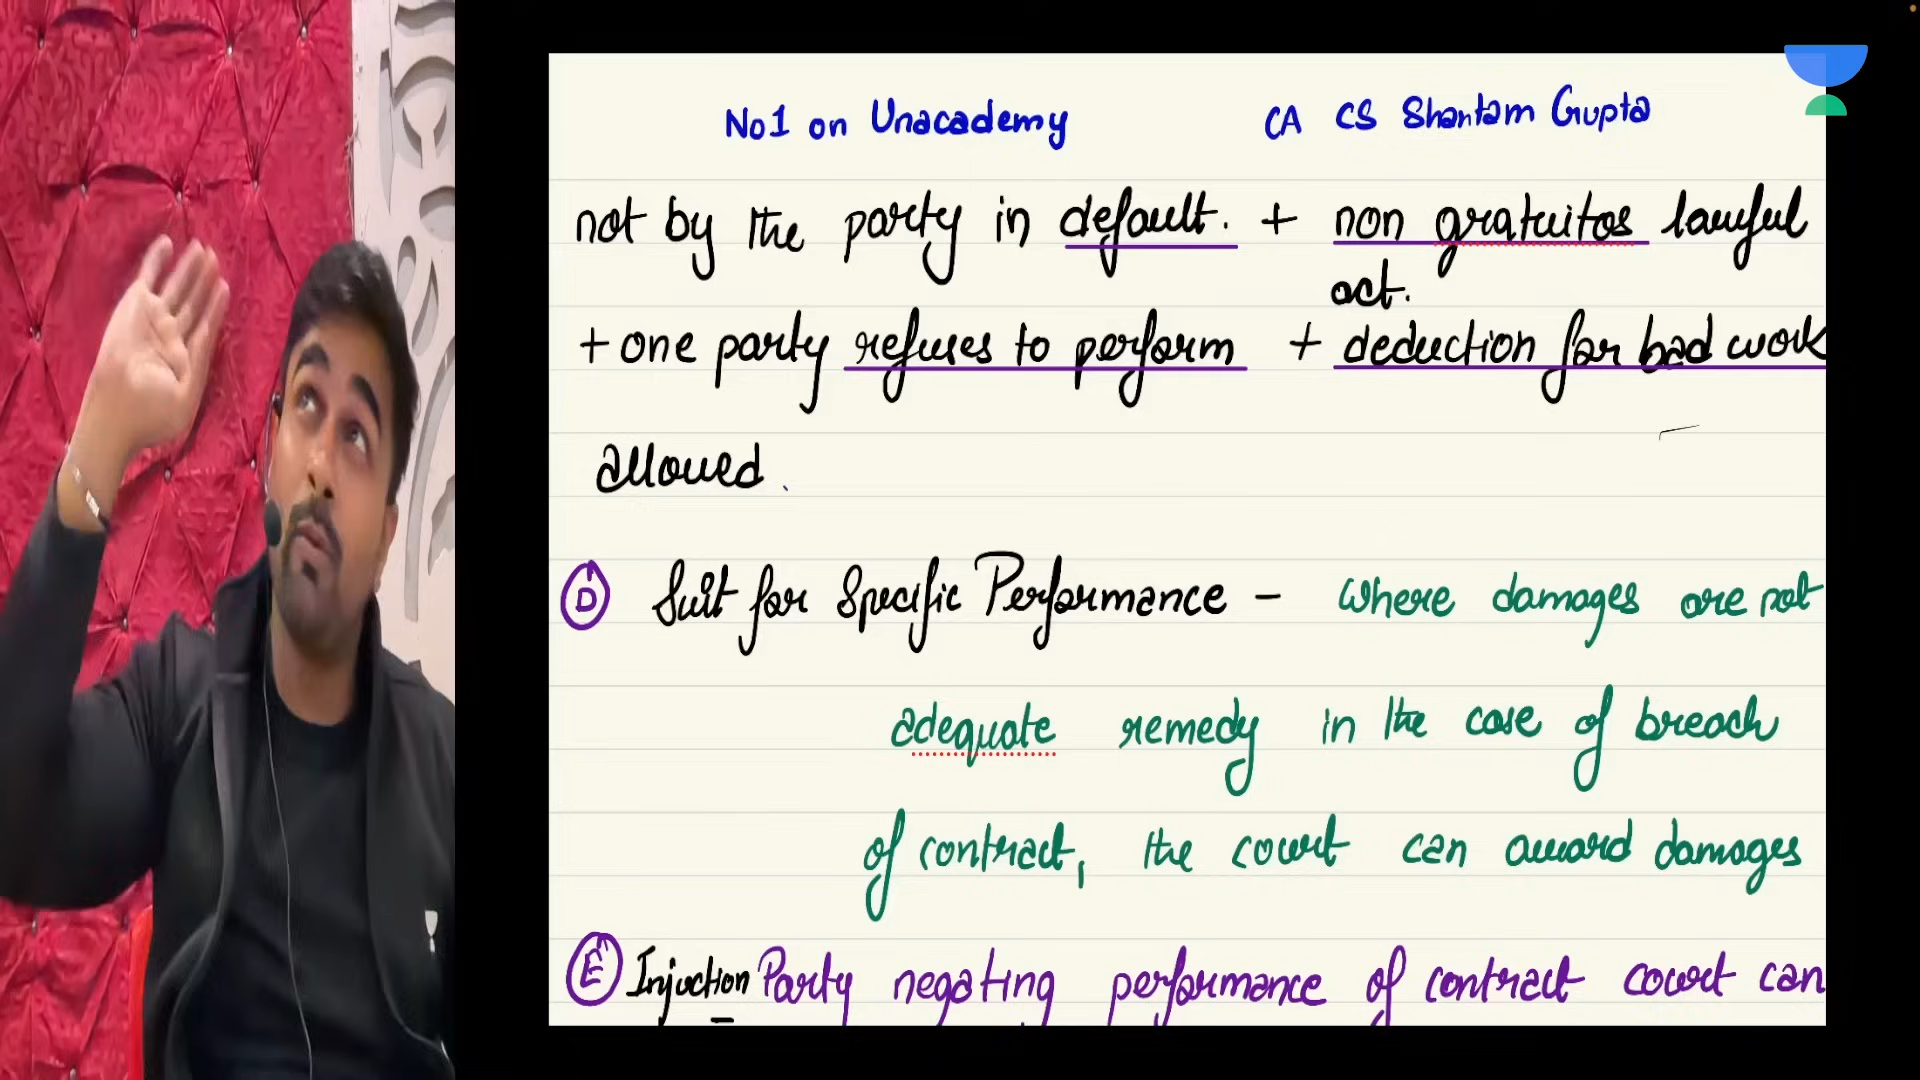 No1 on Unacademy CA CS Shantam Gupta
not by the party in default. + non gratuitos lawful
act.
+ one party refuses to perform + deduction for bad work
allowed.
D Suit for Specific Performance - where damages are not
adequate remedy in the case of breach
of contract, the court can award damages
E Injuction Party negating performance of contract court can